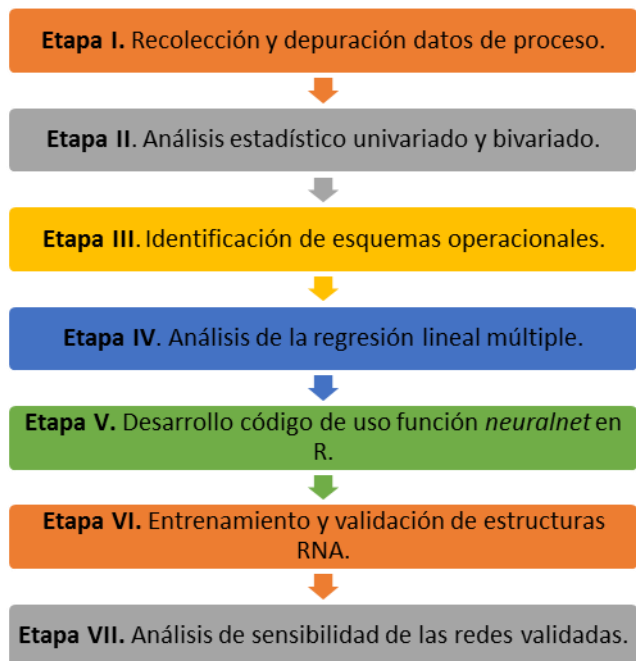 Etapa I. Recolección y depuración datos de proceso.
Etapa II. Análisis estadístico univariado y bivariado.
Etapa III. Identificación de esquemas operacionales.
Etapa IV. Análisis de la regresión lineal múltiple.
Etapa V. Desarrollo código de uso función neuralnet en
R.
Etapa VI. Entrenamiento y validación de estructuras
RNA.
Etapa VII. Análisis de sensibilidad de las redes validadas.